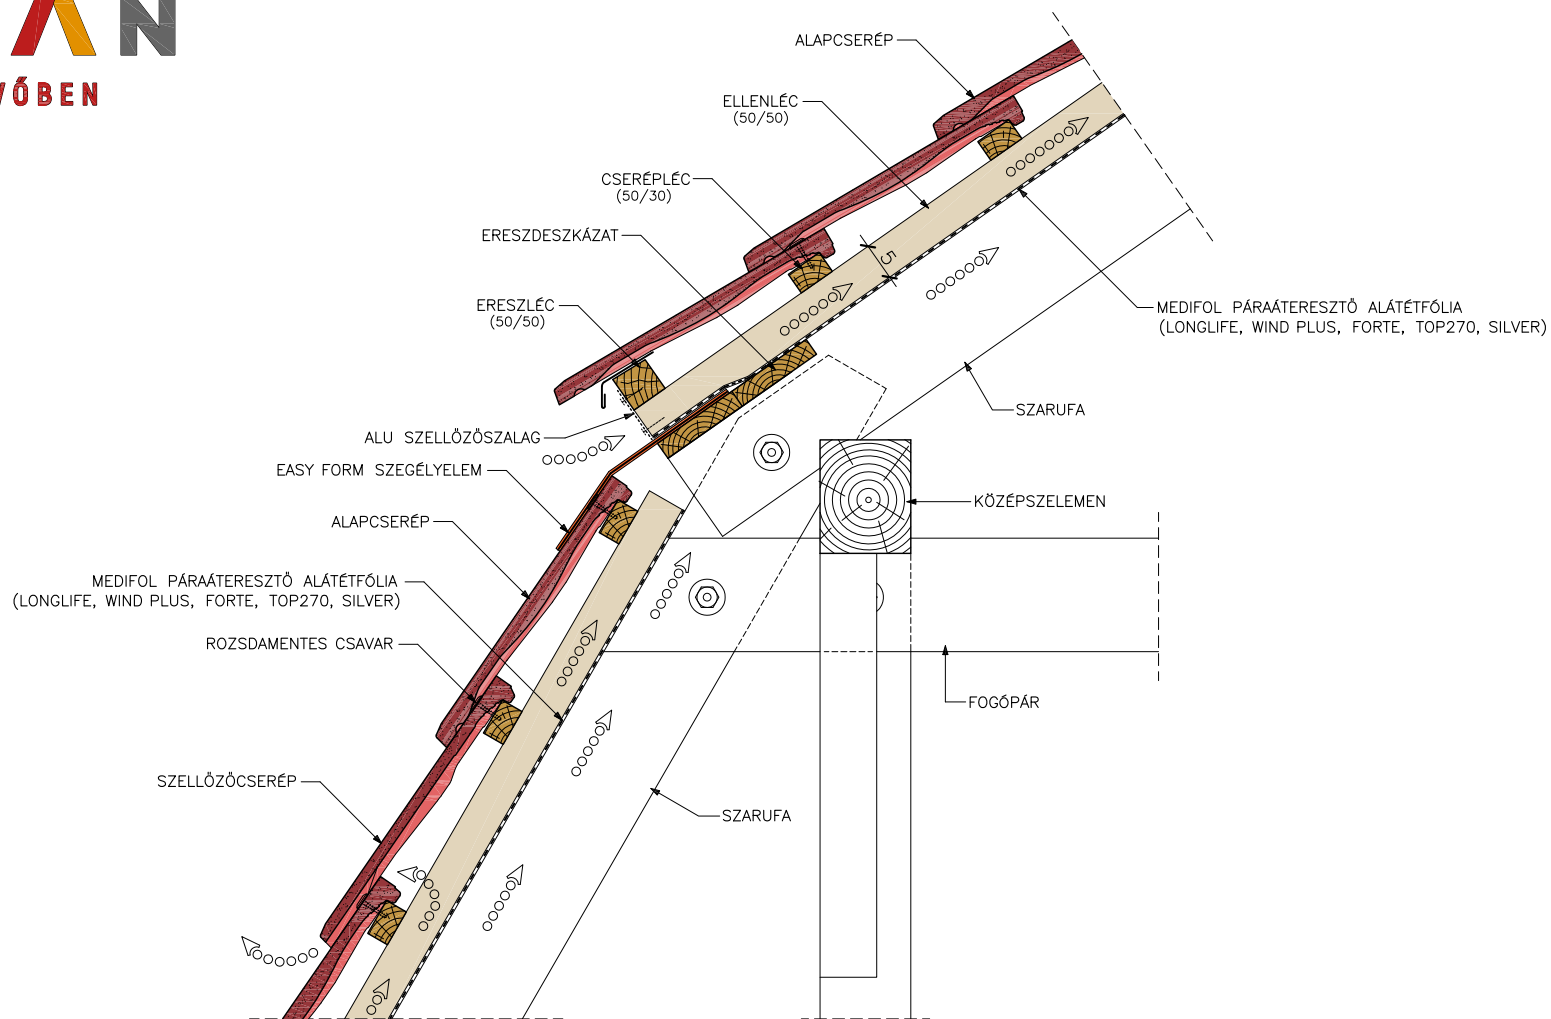 VŐBEN
ALAPCSERÉP
ELLENLÉC
(50/50)
CSERÉPLÉC
(50/30)
ERESZDESZKÁZAT
5
ERESZLÉC
(50/50)
MEDIFOL PÁRAÁTERESZTŐ ALÁTÉTFÓLIA
(LONGLIFE, WIND PLUS, FORTE, TOP270, SILVER)
SZARUFA
ALU SZELLŐZŐSZALAG
EASY FORM SZEGÉLYELEM
KÖZÉPSZELEMEN
ALAPCSERÉP
MEDIFOL PÁRAÁTERESZTŐ ALÁTÉTFÓLIA
(LONGLIFE, WIND PLUS, FORTE, TOP270, SILVER)
ROZSDAMENTES CSAVAR
FOGÓPÁR
SZELLŐZŐCSERÉP
SZARUFA